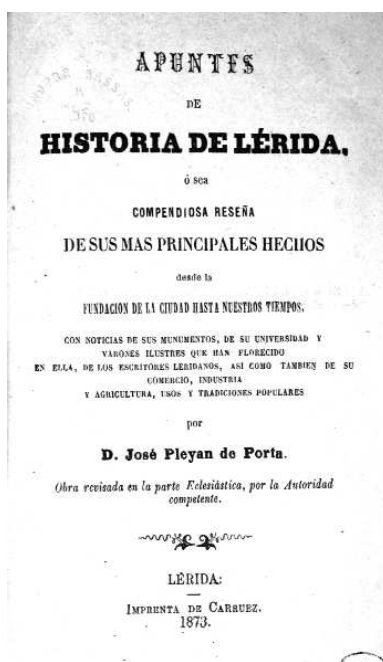 APUNTES
DE
HISTORIA DE LÉRIDA,
ó sea
COMPENDIOSA RESEÑA
DE SUS MAS PRINCIPALES HECHOS
desde la
FUNDACION DE LA CIUDAD HASTA NUESTROS TIEMPOS,
CON NOTICIAS DE SUS MUNUMENTOS, DE SU UNIVERSIDAD Y
VARONES ILUSTRES QUE HAN FLORECIDO
EN ELLA, DE LOS ESCRITORES LERIDANOS, ASI COMO TAMBIEN DE SU
COMERCIO, INDUSTRIA
Y AGRICULTURA, USOS Y TRADICIONES POPULARES
por
D. José Pleyan de Porta.
Obra revisada en la parte Eclesiástica, por la Autoridad
competente.
LÉRIDA:
IMPRENTA DE CARRUEZ.
1873.